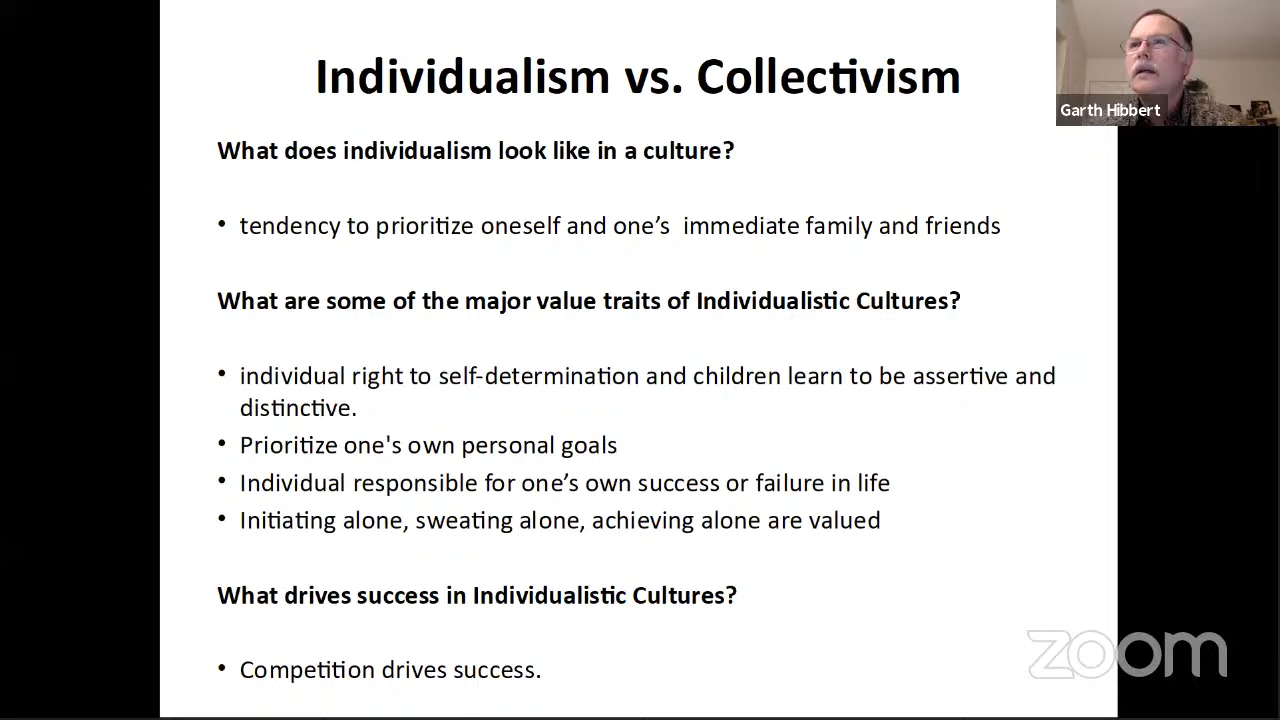 Individualism vs. Collectivism
Garth Hibbert
What does individualism look like in a culture?
• tendency to prioritize oneself and one’s  immediate family and friends
What are some of the major value traits of Individualistic Cultures?
• individual right to self-determination and children learn to be assertive and
distinctive.
• Prioritize one's own personal goals
• Individual responsible for one’s own success or failure in life
• Initiating alone, sweating alone, achieving alone are valued
What drives success in Individualistic Cultures?
• Competition drives success.
zoom